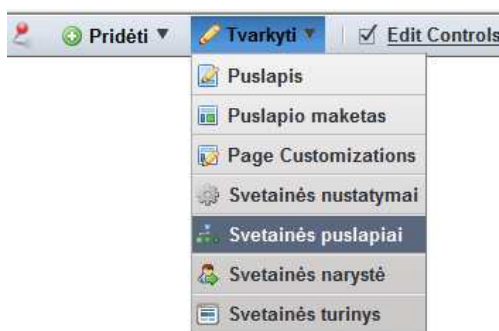 Pridėti Tvarkyti Edit Controls
Puslapis
Puslapio maketas
Page Customizations
Svetainės nustatymai
Svetainės puslapiai
Svetainės narystė
Svetainės turinys